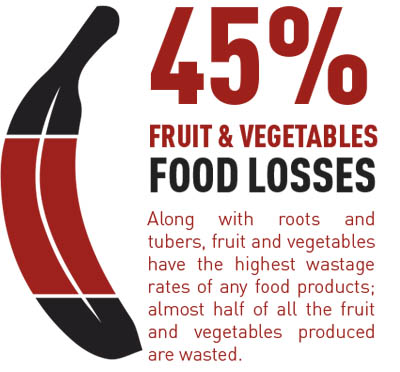 45%
FRUIT & VEGETABLES
FOOD LOSSES
Along with roots and
tubers, fruit and vegetables
have the highest wastage
rates of any food products;
almost half of all the fruit
and vegetables produced
are wasted.